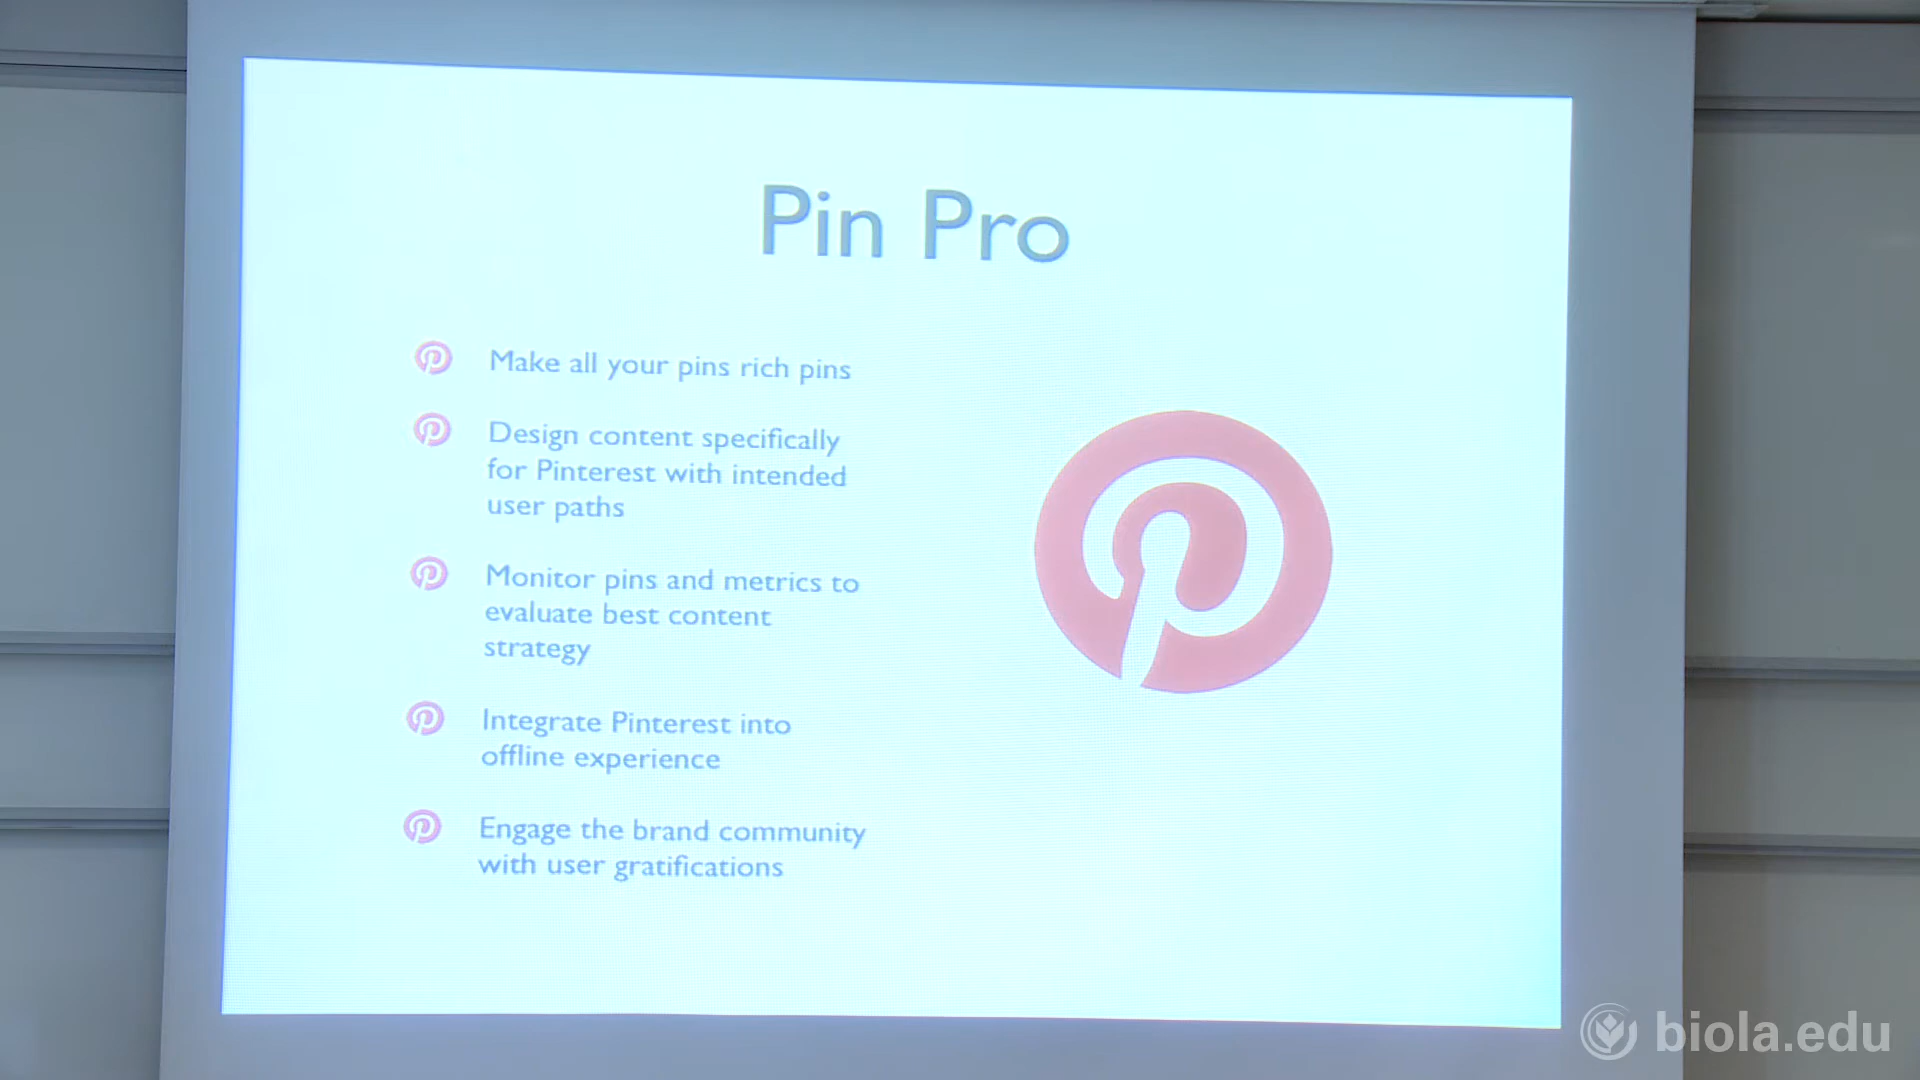 Pin Pro
Make all your pins rich pins
Design content specifically
for Pinterest with intended
user paths
Monitor pins and metrics to
evaluate best content
strategy
Integrate Pinterest into
offline experience
Engage the brand community
with user gratifications
biola.edu